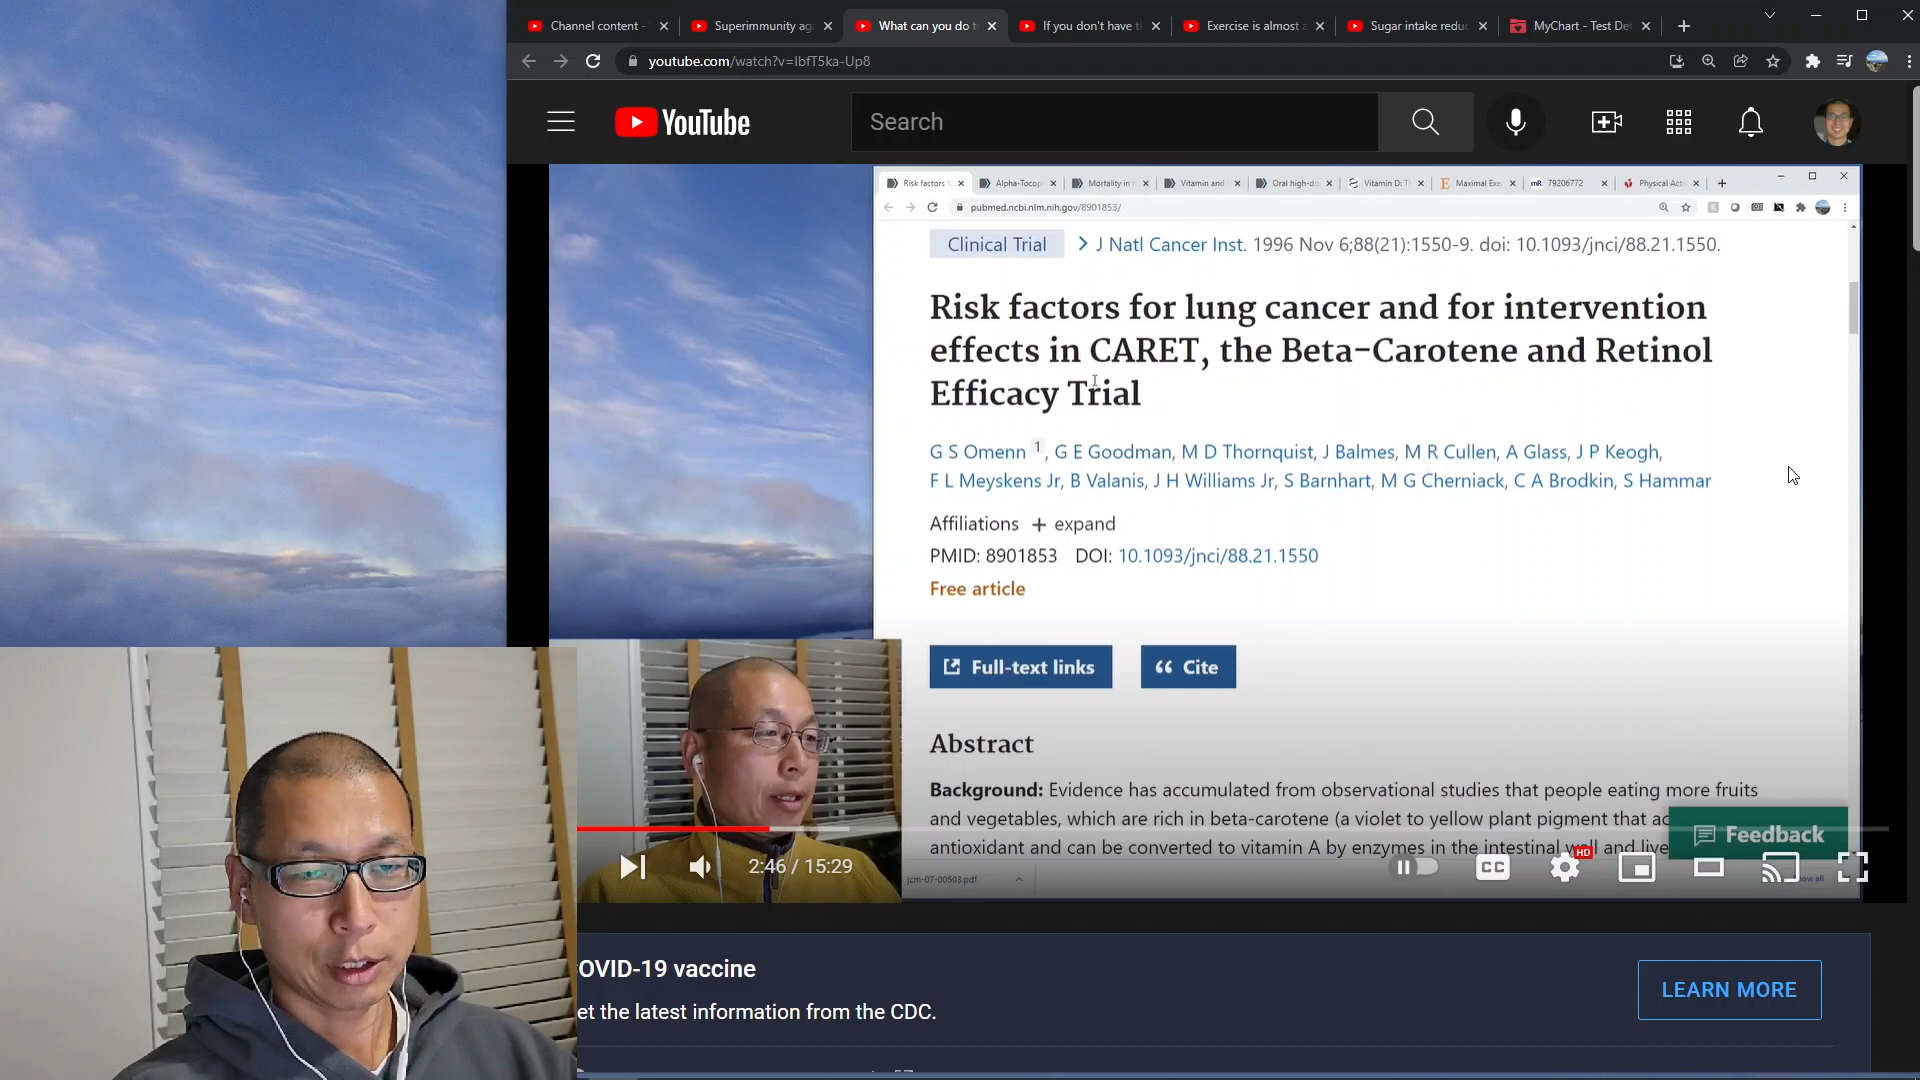 Channel content -
Superimmunity ag
What can you do t
If you don't have t
Exercise is almost a
Sugar intake redu
MyChart - Test De
youtube.com/watch?v=IbfT5ka-Up8
YouTube
Search
Risk factors f
Alpha-Tocop
Mortality in r
Vitamin and
Oral high-do
Vitamin D: T
Maximal Exe
mR 79206772
Physical Acti
pubmed.ncbi.nlm.nih.gov/8901853/
Clinical Trial > J Natl Cancer Inst. 1996 Nov 6;88(21):1550-9. doi: 10.1093/jnci/88.21.1550.
Risk factors for lung cancer and for intervention
effects in CARET, the Beta-Carotene and Retinol
Efficacy Trial
G S Omenn 1, G E Goodman, M D Thornquist, J Balmes, M R Cullen, A Glass, J P Keogh,
F L Meyskens Jr, B Valanis, J H Williams Jr, S Barnhart, M G Cherniack, C A Brodkin, S Hammar
Affiliations + expand
PMID: 8901853 DOI: 10.1093/jnci/88.21.1550
Free article
Full-text links
Cite
Abstract
Background: Evidence has accumulated from observational studies that people eating more fruits
and vegetables, which are rich in beta-carotene (a violet to yellow plant pigment that ac
antioxidant and can be converted to vitamin A by enzymes in the intestinal wall and live
Feedback
2:46 / 15:29
CC
HD
jcm-07-00503.pdf
Show all
OVID-19 vaccine
et the latest information from the CDC.
LEARN MORE